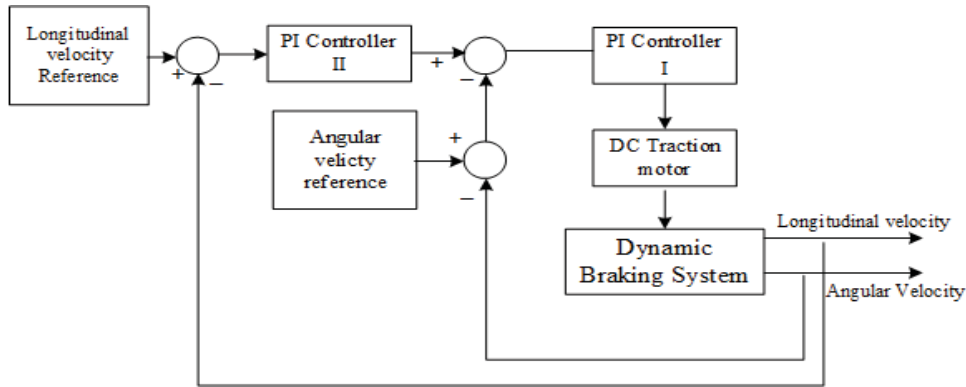 Longitudinal
velocity
Reference
+
−
PI Controller
II
+
−
PI Controller
I
Angular
velicty
reference
+
−
DC Traction
motor
Dynamic
Braking System
Longitudinal velocity
Angular Velocity